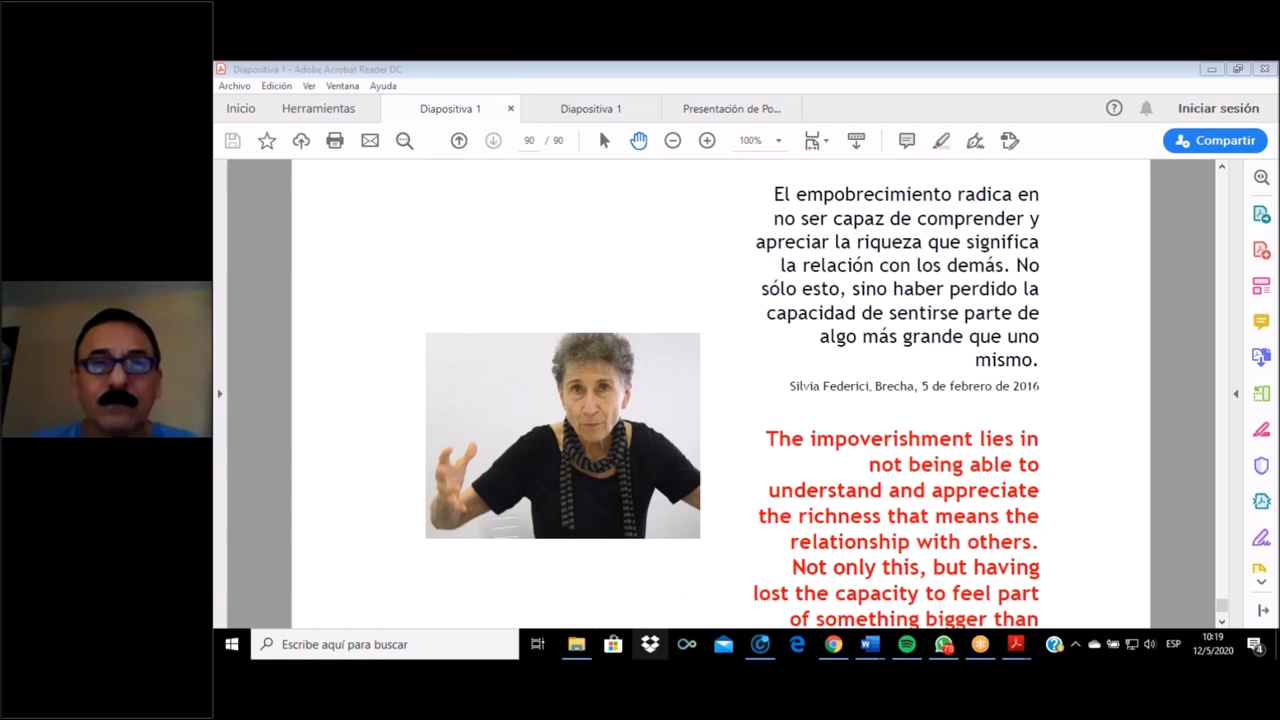 Diapositiva 1 - Adobe Acrobat Reader DC
Archivo Edición Ver Ventana Ayuda
Inicio Herramientas Diapositiva 1 × Diapositiva 1 Presentación de Po... Iniciar sesión
90 / 90 100% Compartir
El empobrecimiento radica en
no ser capaz de comprender y
apreciar la riqueza que significa
la relación con los demás. No
sólo esto, sino haber perdido la
capacidad de sentirse parte de
algo más grande que uno
mismo.
Silvia Federici, Brecha, 5 de febrero de 2016
The impoverishment lies in
not being able to
understand and appreciate
the richness that means the
relationship with others.
Not only this, but having
lost the capacity to feel part
of something bigger than
Escribe aquí para buscar
78
ESP
10:19
12/5/2020
4